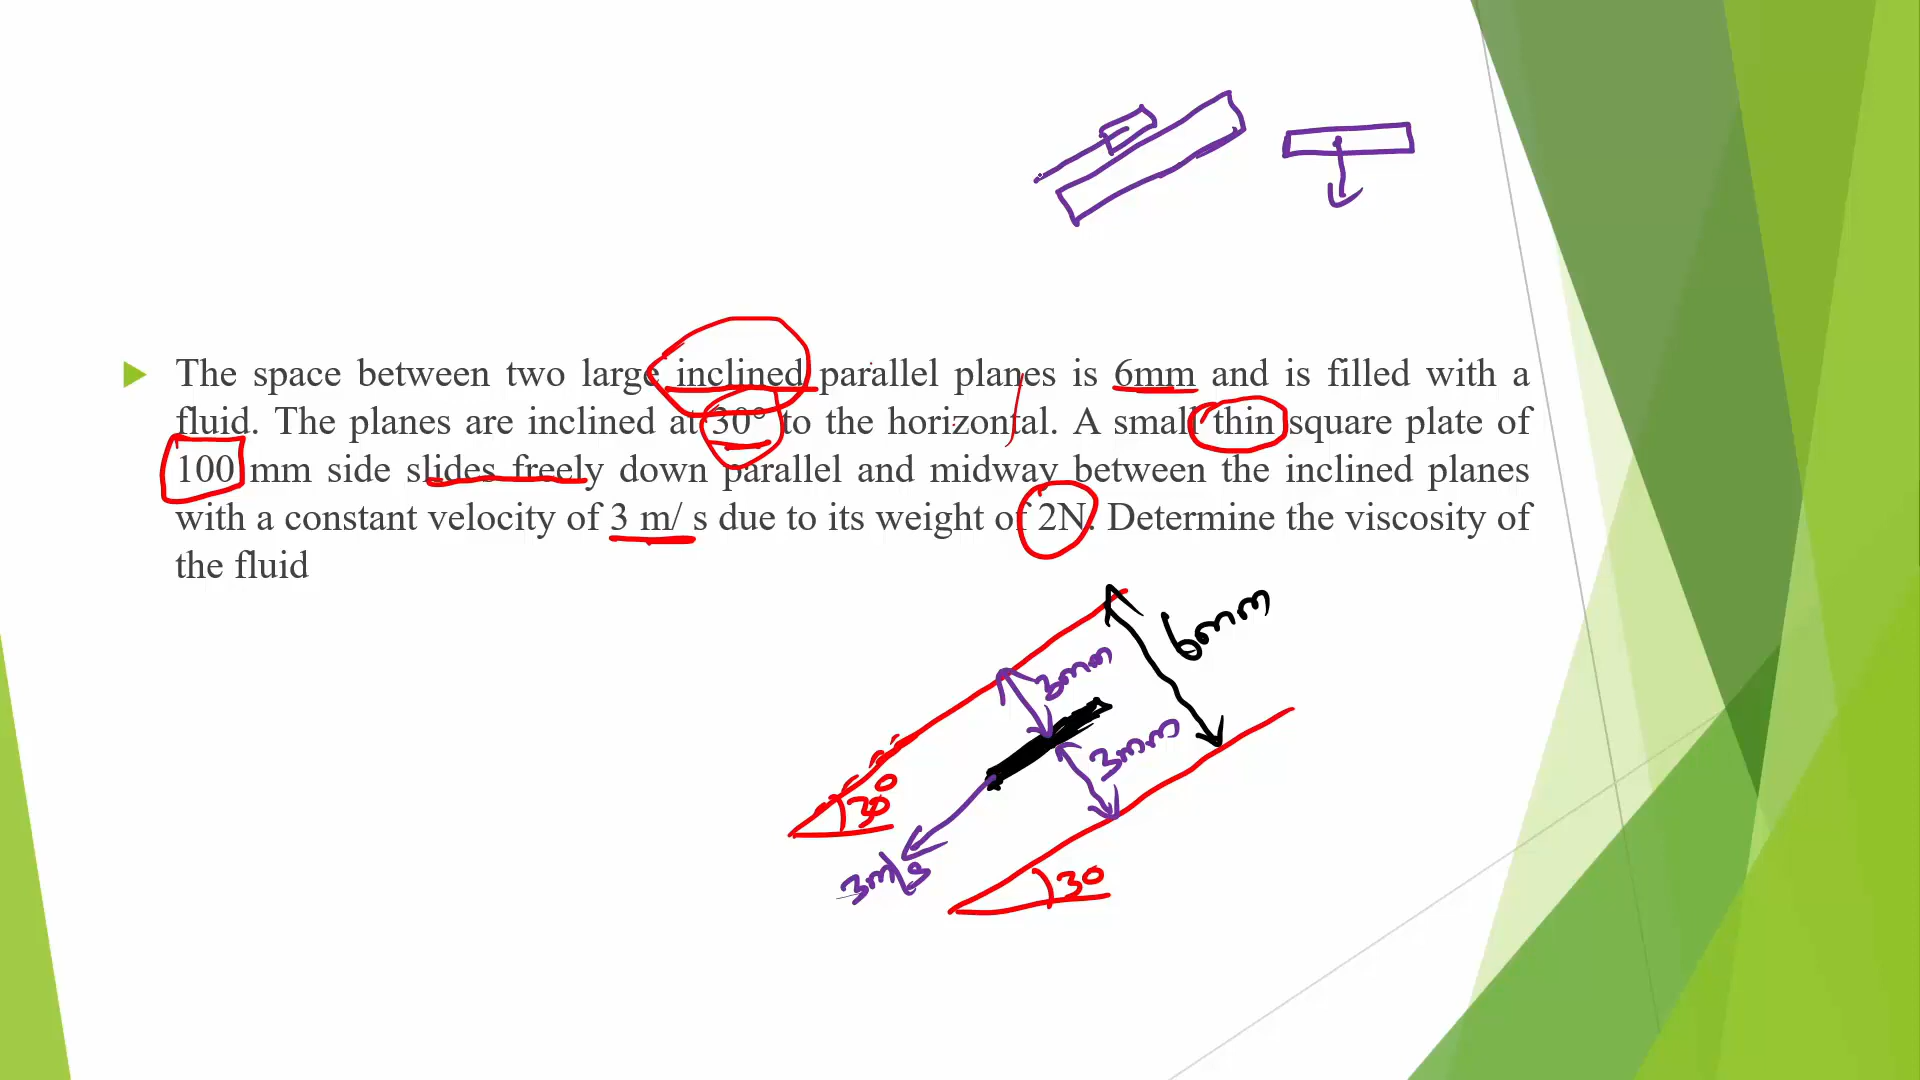 The space between two large inclined parallel planes is 6mm and is filled with a
fluid. The planes are inclined at 30° to the horizontal. A small thin square plate of
100 mm side slides freely down parallel and midway between the inclined planes
with a constant velocity of 3 m/ s due to its weight of 2N. Determine the viscosity of
the fluid
6mm
3mm
3mm
30°
3m/s
30